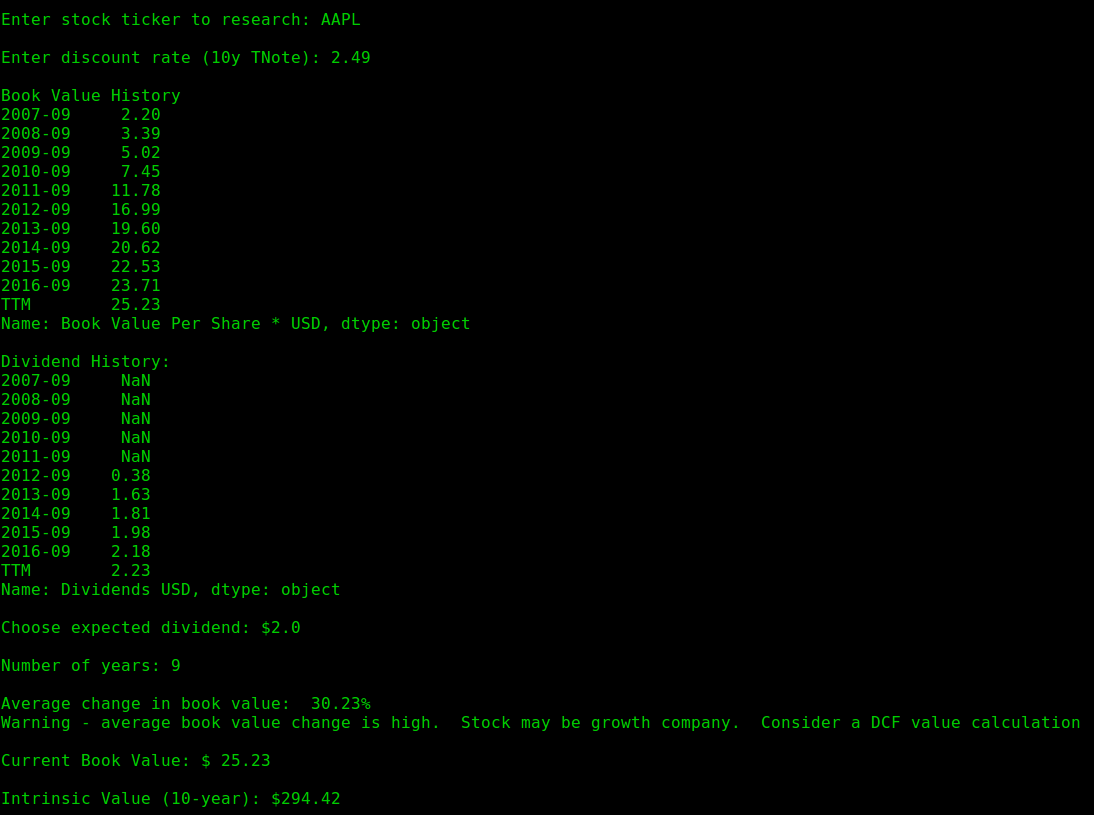 Enter stock ticker to research: AAPL
Enter discount rate (10y TNote): 2.49
Book Value History
2007-09     2.20
2008-09     3.39
2009-09     5.02
2010-09     7.45
2011-09    11.78
2012-09    16.99
2013-09    19.60
2014-09    20.62
2015-09    22.53
2016-09    23.71
TTM        25.23
Name: Book Value Per Share * USD, dtype: object
Dividend History:
2007-09     NaN
2008-09     NaN
2009-09     NaN
2010-09     NaN
2011-09     NaN
2012-09    0.38
2013-09    1.63
2014-09    1.81
2015-09    1.98
2016-09    2.18
TTM        2.23
Name: Dividends USD, dtype: object
Choose expected dividend: $2.0
Number of years: 9
Average change in book value:  30.23%
Warning - average book value change is high.  Stock may be growth company.  Consider a DCF value calculation
Current Book Value: $ 25.23
Intrinsic Value (10-year): $294.42